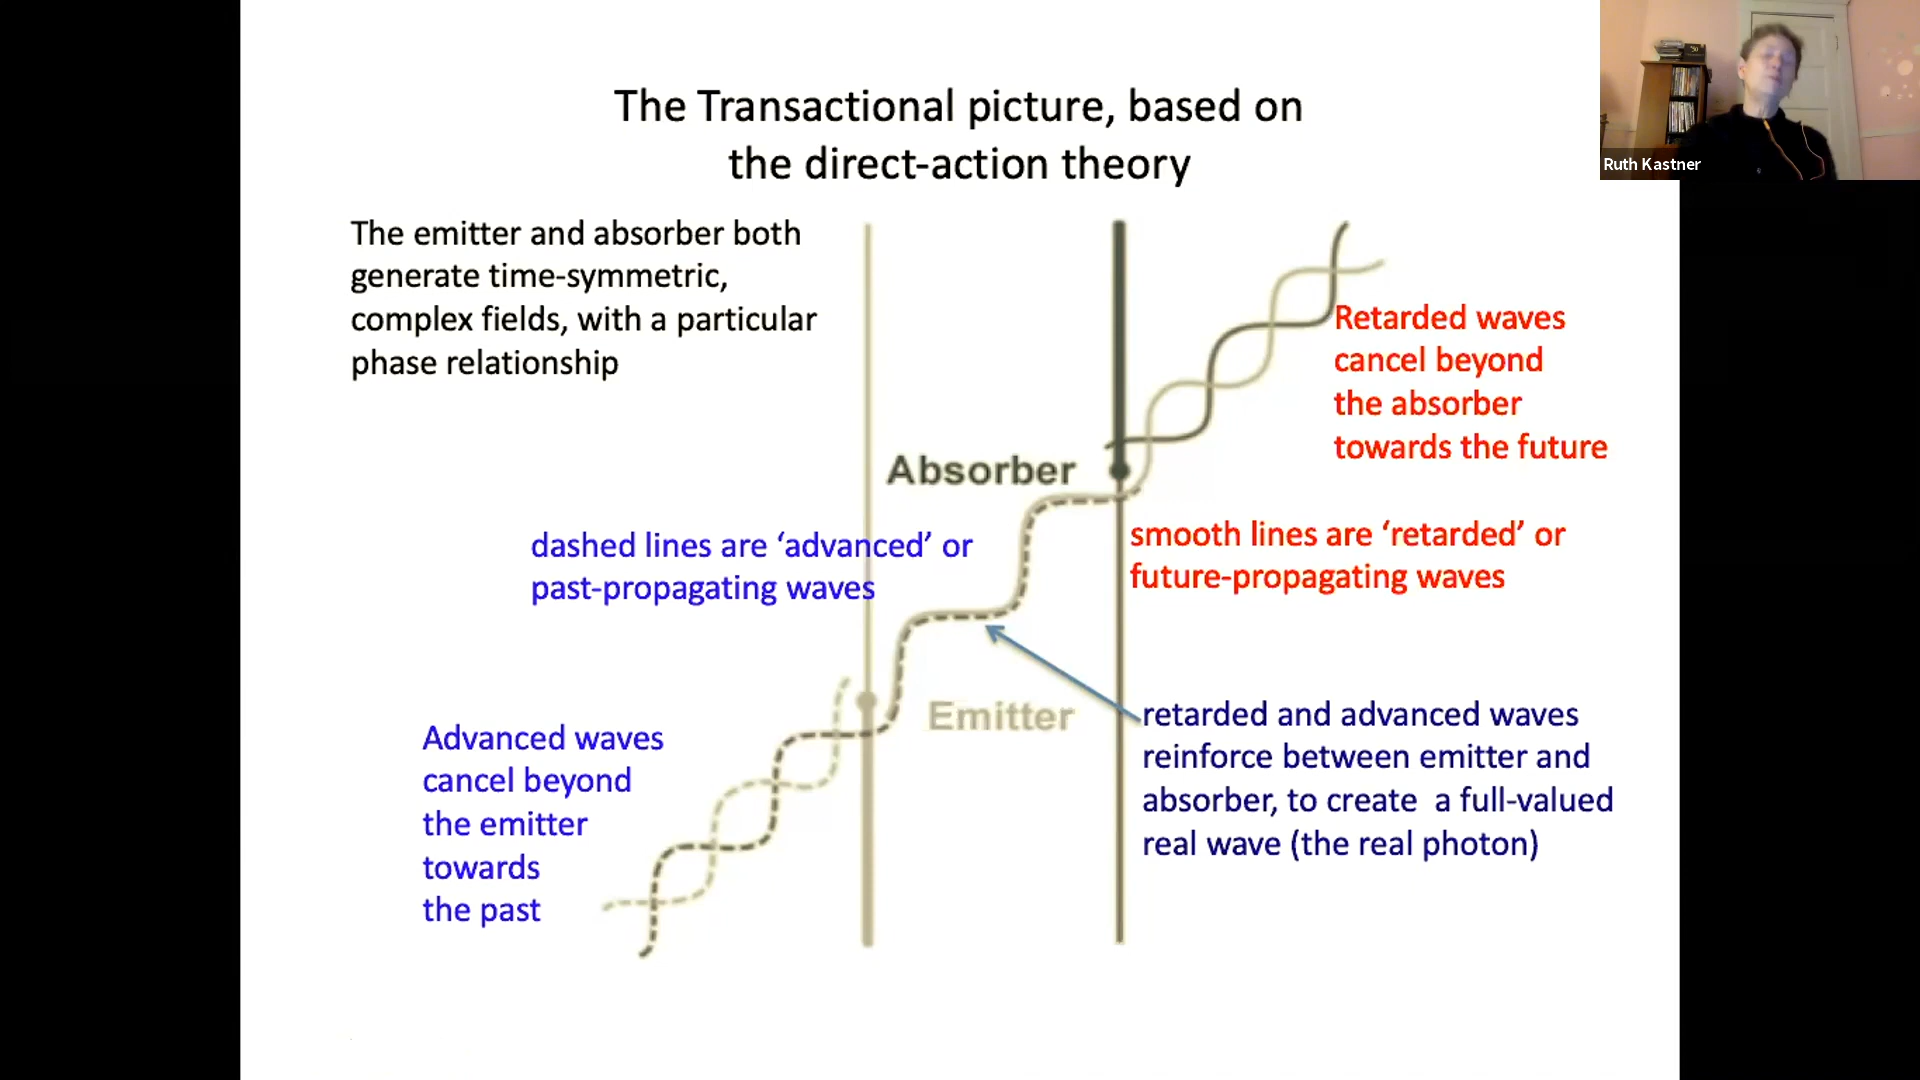 The Transactional picture, based on
the direct-action theory
Ruth Kastner
The emitter and absorber both
generate time-symmetric,
complex fields, with a particular
phase relationship
Retarded waves
cancel beyond
the absorber
towards the future
Absorber
dashed lines are ‘advanced’ or
past-propagating waves
smooth lines are ‘retarded’ or
future-propagating waves
Emitter
Advanced waves
cancel beyond
the emitter
towards
the past
retarded and advanced waves
reinforce between emitter and
absorber, to create a full-valued
real wave (the real photon)